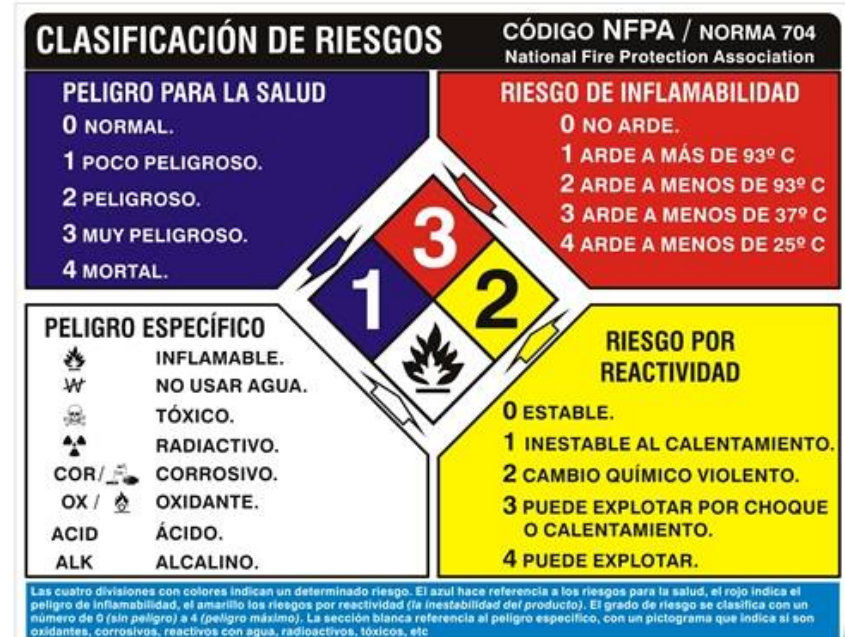 CLASIFICACIÓN DE RIESGOS
CÓDIGO NFPA / NORMA 704
National Fire Protection Association
PELIGRO PARA LA SALUD
0 NORMAL.
1 POCO PELIGROSO.
2 PELIGROSO.
3 MUY PELIGROSO.
4 MORTAL.
RIESGO DE INFLAMABILIDAD
0 NO ARDE.
1 ARDE A MÁS DE 93º C
2 ARDE A MENOS DE 93º C
3 ARDE A MENOS DE 37º C
4 ARDE A MENOS DE 25º C
3
1
2
PELIGRO ESPECÍFICO
INFLAMABLE.
W NO USAR AGUA.
TÓXICO.
RADIACTIVO.
COR/ CORROSIVO.
OX / OXIDANTE.
ACID ÁCIDO.
ALK ALCALINO.
RIESGO POR
REACTIVIDAD
0 ESTABLE.
1 INESTABLE AL CALENTAMIENTO.
2 CAMBIO QUÍMICO VIOLENTO.
3 PUEDE EXPLOTAR POR CHOQUE
O CALENTAMIENTO.
4 PUEDE EXPLOTAR.
Las cuatro divisiones con colores indican un determinado riesgo. El azul hace referencia a los riesgos para la salud, el rojo indica el
peligro de inflamabilidad, el amarillo los riesgos por reactividad (la inestabilidad del producto). El grado de riesgo se clasifica con un
número de 0 (sin peligro) a 4 (peligro máximo). La sección blanca referencia al peligro específico, con un pictograma que indica si son
oxidantes, corrosivos, reactivos con agua, radioactivos, tóxicos, etc